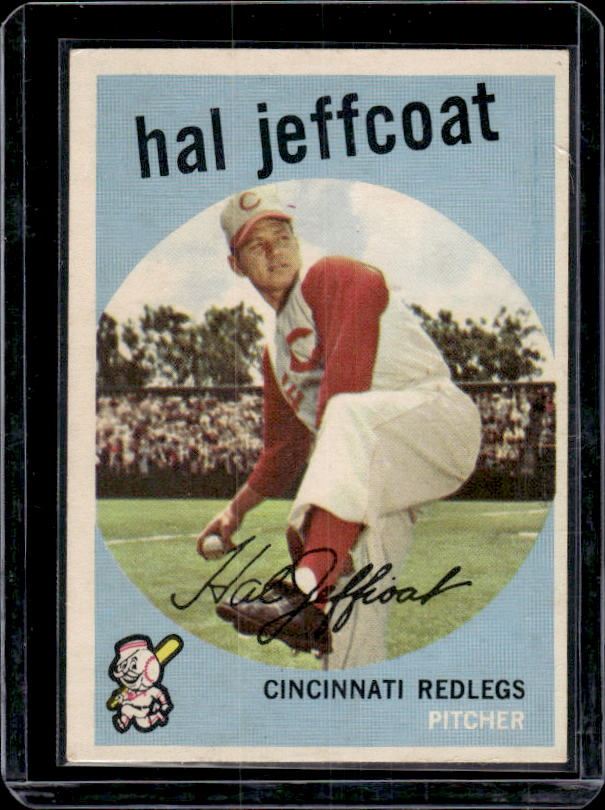 hal jeffcoat
C
C
Hal Jeffcoat
CINCINNATI REDLEGS
PITCHER